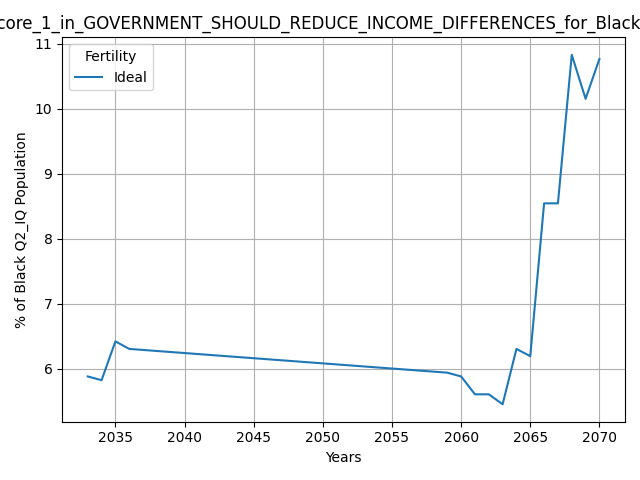 core_1_in_GOVERNMENT_SHOULD_REDUCE_INCOME_DIFFERENCES_for_Black
Fertility
Ideal
11
10
9
8
7
6
% of Black Q2_IQ Population
2035 2040 2045 2050 2055 2060 2065 2070
Years